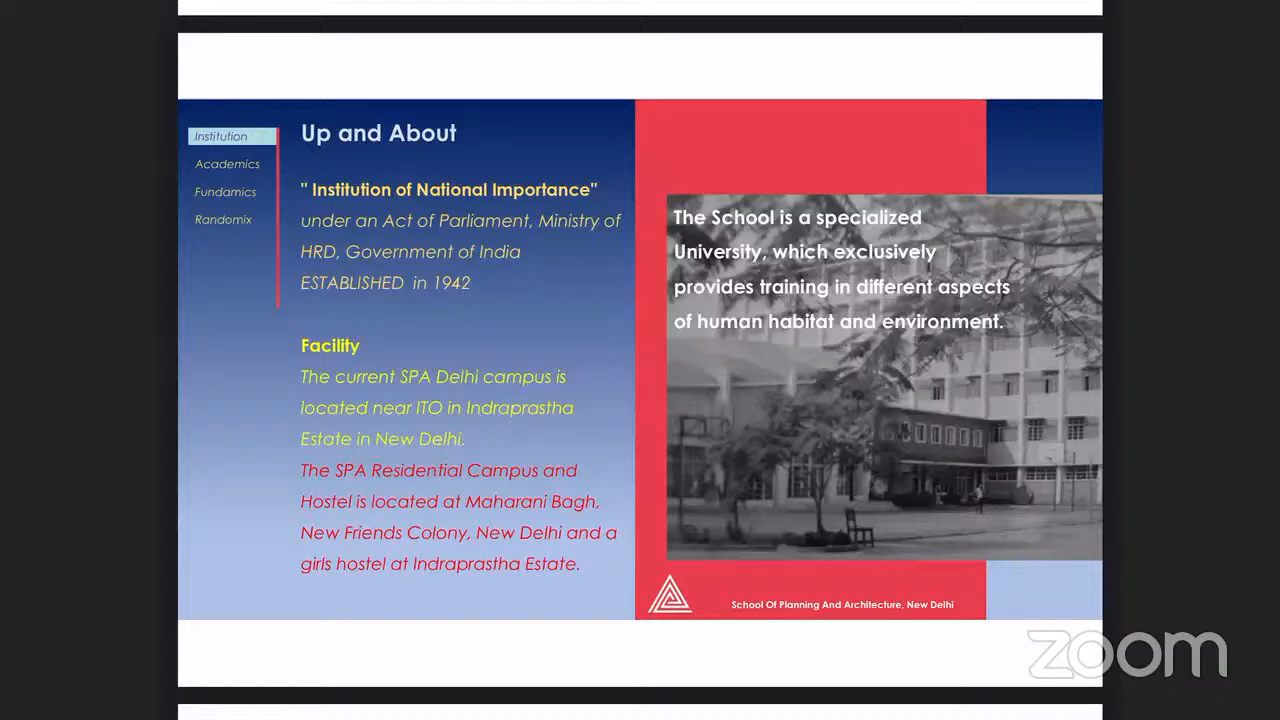 Institution
Academics
Fundamics
Randomix
Up and About
" Institution of National Importance"
under an Act of Parliament, Ministry of
HRD, Government of India
ESTABLISHED in 1942
Facility
The current SPA Delhi campus is
located near ITO in Indraprastha
Estate in New Delhi.
The SPA Residential Campus and
Hostel is located at Maharani Bagh,
New Friends Colony, New Delhi and a
girls hostel at Indraprastha Estate.
The School is a specialized
University, which exclusively
provides training in different aspects
of human habitat and environment.
School Of Planning And Architecture, New Delhi
zoom